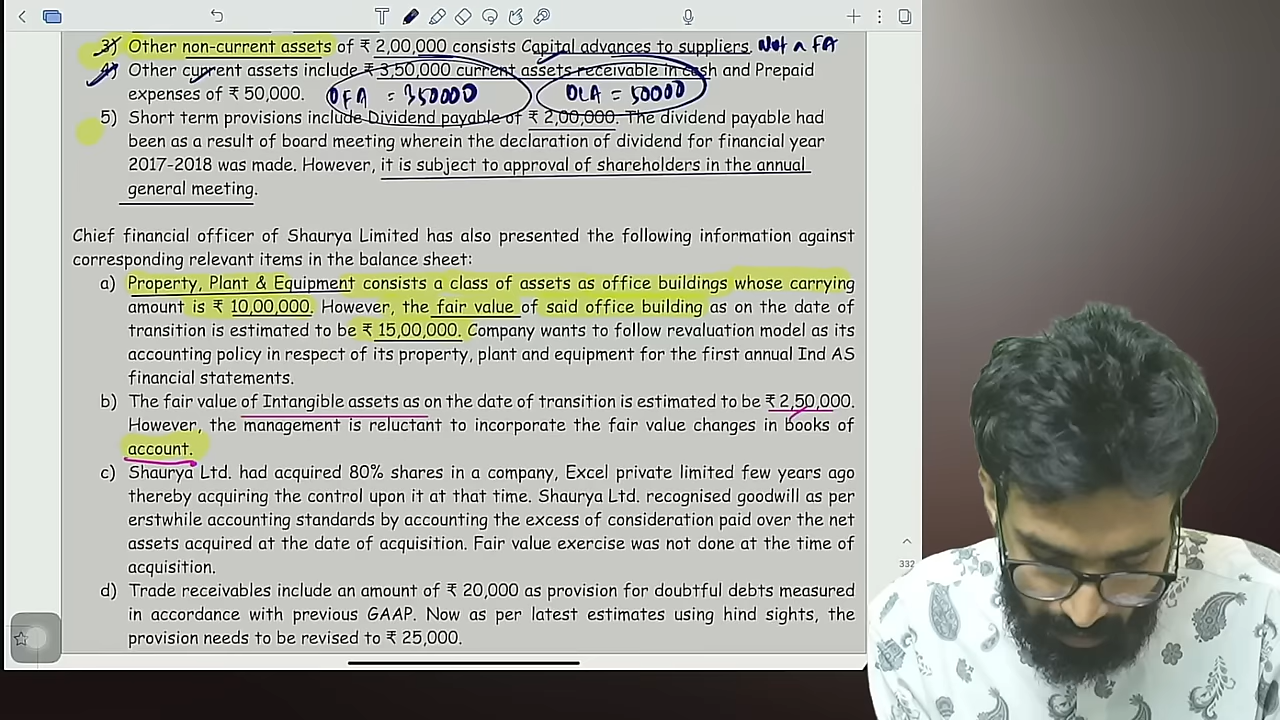 3) Other non-current assets of ₹ 2,00,000 consists Capital advances to suppliers. Not a FA
4) Other current assets include ₹ 3,50,000 current assets receivable in cash and Prepaid
expenses of ₹ 50,000. OFA = 350000 OCA = 50000
5) Short term provisions include Dividend payable of ₹ 2,00,000. The dividend payable had
been as a result of board meeting wherein the declaration of dividend for financial year
2017-2018 was made. However, it is subject to approval of shareholders in the annual
general meeting.
Chief financial officer of Shaurya Limited has also presented the following information against
corresponding relevant items in the balance sheet:
a) Property, Plant & Equipment consists a class of assets as office buildings whose carrying
amount is ₹ 10,00,000. However, the fair value of said office building as on the date of
transition is estimated to be ₹ 15,00,000. Company wants to follow revaluation model as its
accounting policy in respect of its property, plant and equipment for the first annual Ind AS
financial statements.
b) The fair value of Intangible assets as on the date of transition is estimated to be ₹ 2,50,000.
However, the management is reluctant to incorporate the fair value changes in books of
account.
c) Shaurya Ltd. had acquired 80% shares in a company, Excel private limited few years ago
thereby acquiring the control upon it at that time. Shaurya Ltd. recognised goodwill as per
erstwhile accounting standards by accounting the excess of consideration paid over the net
assets acquired at the date of acquisition. Fair value exercise was not done at the time of
acquisition.
332
d) Trade receivables include an amount of ₹ 20,000 as provision for doubtful debts measured
in accordance with previous GAAP. Now as per latest estimates using hind sights, the
provision needs to be revised to ₹ 25,000.